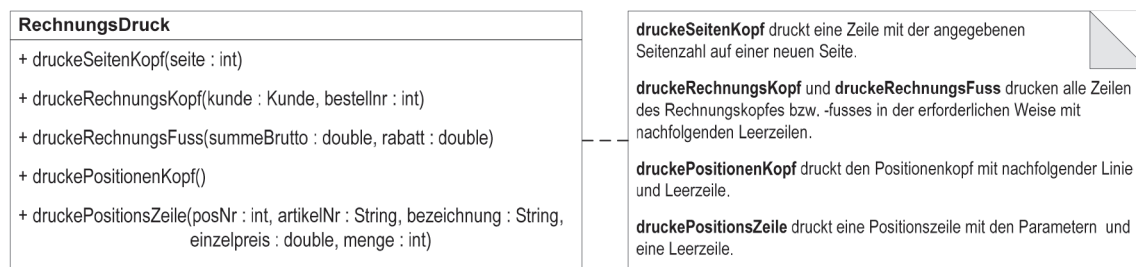 RechnungsDruck
+ druckeSeitenKopf(seite : int)
+ druckeRechnungsKopf(kunde : Kunde, bestellnr : int)
+ druckeRechnungsFuss(summeBrutto : double, rabatt : double)
+ druckePositionenKopf()
+ druckePositionsZeile(posNr : int, artikelNr : String, bezeichnung : String,
einzelpreis : double, menge : int)
druckeSeitenKopf druckt eine Zeile mit der angegebenen
Seitenzahl auf einer neuen Seite.
druckeRechnungsKopf und druckeRechnungsFuss drucken alle Zeilen
des Rechnungskopfes bzw. -fusses in der erforderlichen Weise mit
nachfolgenden Leerzeilen.
druckePositionenKopf druckt den Positionenkopf mit nachfolgender Linie
und Leerzeile.
druckePositionsZeile druckt eine Positionszeile mit den Parametern und
eine Leerzeile.